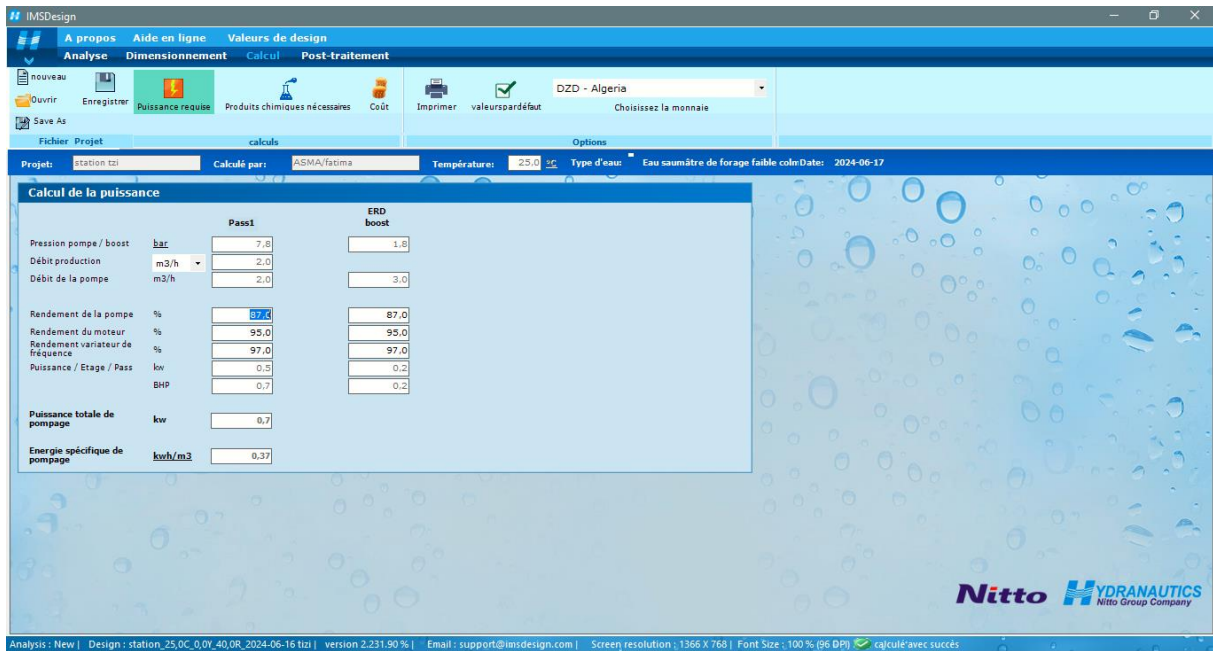 IMSDesign
A propos Aide en ligne Valeurs de design
Analyse Dimensionnement Calcul Post-traitement
nouveau
Ouvrir
Save As
Enregistrer
Puissance requise
Produits chimiques nécessaires
Coût
Imprimer
valeurspardéfaut
DZD - Algeria
Choisissez la monnaie
Fichier Projet
calculs
Options
Projet: station tzi Calculé par: ASMA/fatima Température: 25.0 ºC Type d'eau: Eau saumâtre de forage faible colmDate: 2024-06-17
Calcul de la puissance
Pass1 ERD boost
Pression pompe / boost bar 7,8 1,8
Débit production m3/h 2.0
Débit de la pompe m3/h 2,0 3,0
Rendement de la pompe % 87,0 87,0
Rendement du moteur % 95,0 95,0
Rendement variateur de fréquence % 97,0 97,0
Puissance / Etage / Pass kw 0,5 0,2
BHP 0,7 0,2
Puissance totale de pompage kw 0,7
Energie spécifique de pompage kwh/m3 0,37
Nitto HYDRANAUTICS
Nitto Group Company
Analysis : New | Design : station_25,0C_0,0Y_40,0R_2024-06-16 tizi | version 2.231.90 % | Email : support@imsdesign.com | Screen resolution : 1366 X 768 | Font Size : 100 % (96 DPI) calculé avec succés